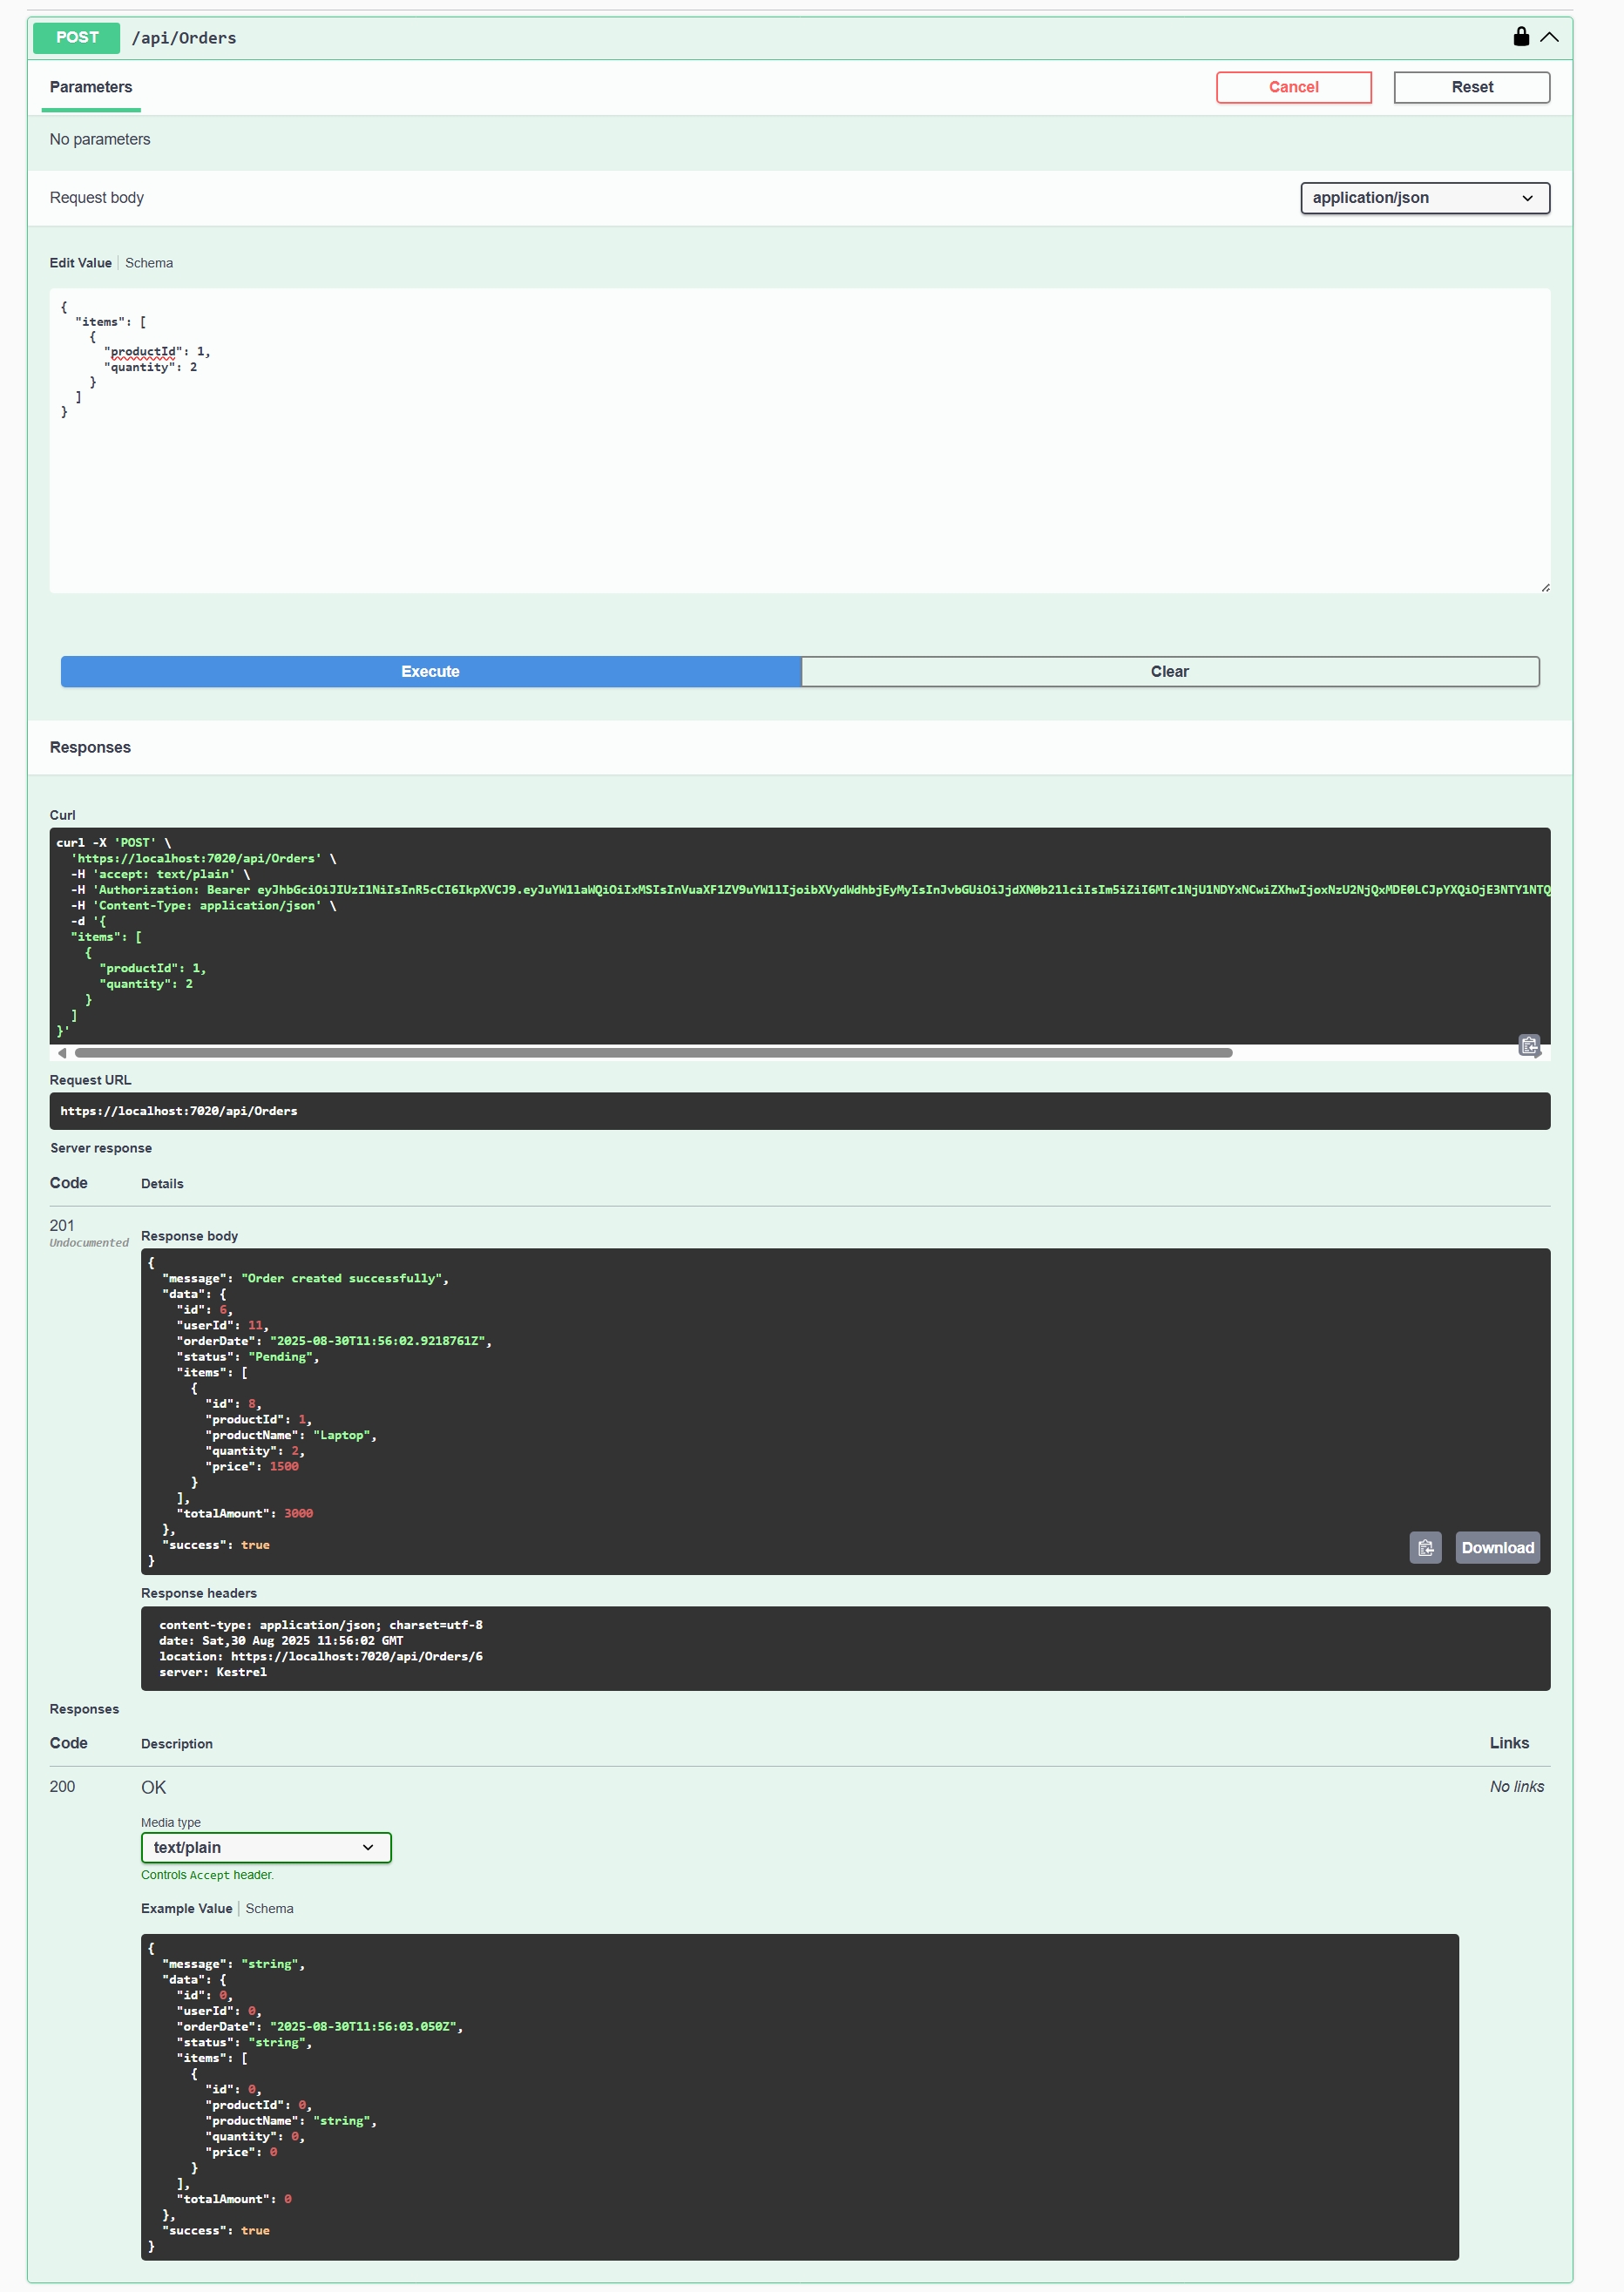 POST /api/Orders
Parameters
Cancel
Reset
No parameters
Request body
application/json
Edit Value
Schema
{
  "items": [
    {
      "productId": 1,
      "quantity": 2
    }
  ]
}
Execute
Clear
Responses
Curl
curl -X 'POST' \
  'https://localhost:7020/api/Orders' \
  -H 'accept: text/plain' \
  -H 'Authorization: Bearer
  -H 'Content-Type: application/json' \
  -d '{
  "items": [
    {
      "productId": 1,
      "quantity": 2
    }
  ]
}'
Request URL
https://localhost:7020/api/Orders
Server response
Code
Details
201
Undocumented
Response body
{
  "message": "Order created successfully",
  "data": {
    "id": 6,
    "userId": 11,
    "orderDate": "2025-08-30T11:56:02.9218761Z",
    "status": "Pending",
    "items": [
      {
        "id": 8,
        "productId": 1,
        "productName": "Laptop",
        "quantity": 2,
        "price": 1500
      }
    ],
    "totalAmount": 3000
  },
  "success": true
}
Download
Response headers
content-type: application/json; charset=utf-8
date: Sat,30 Aug 2025 11:56:02 GMT
location: https://localhost:7020/api/Orders/6
server: Kestrel
Responses
Code
Description
Links
200
OK
No links
Media type
text/plain
Controls Accept header.
Example Value
Schema
{
  "message": "string",
  "data": {
    "id": 0,
    "userId": 0,
    "orderDate": "2025-08-30T11:56:03.050Z",
    "status": "string",
    "items": [
      {
        "id": 0,
        "productId": 0,
        "productName": "string",
        "quantity": 0,
        "price": 0
      }
    ],
    "totalAmount": 0
  },
  "success": true
}